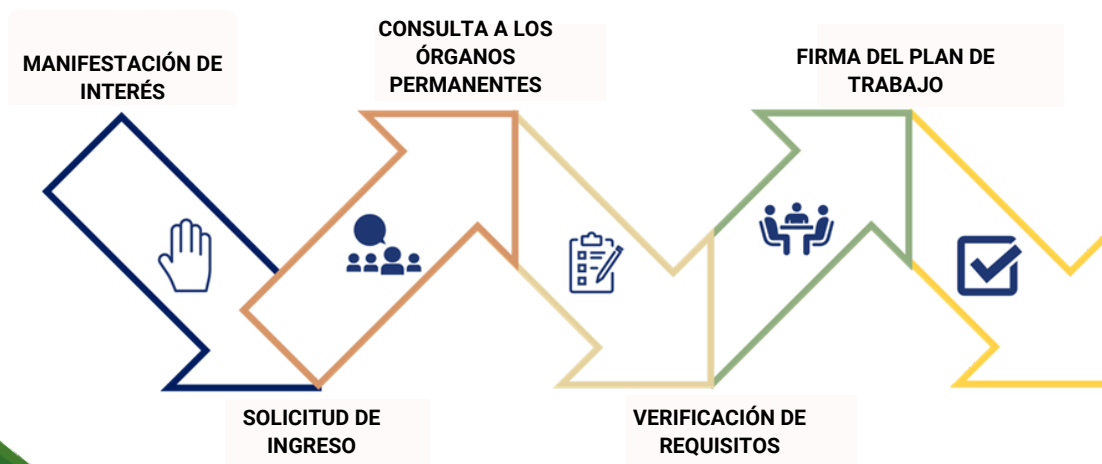 MANIFESTACIÓN DE
INTERÉS
SOLICITUD DE
INGRESO
CONSULTA A LOS
ÓRGANOS
PERMANENTES
VERIFICACIÓN DE
REQUISITOS
FIRMA DEL PLAN DE
TRABAJO